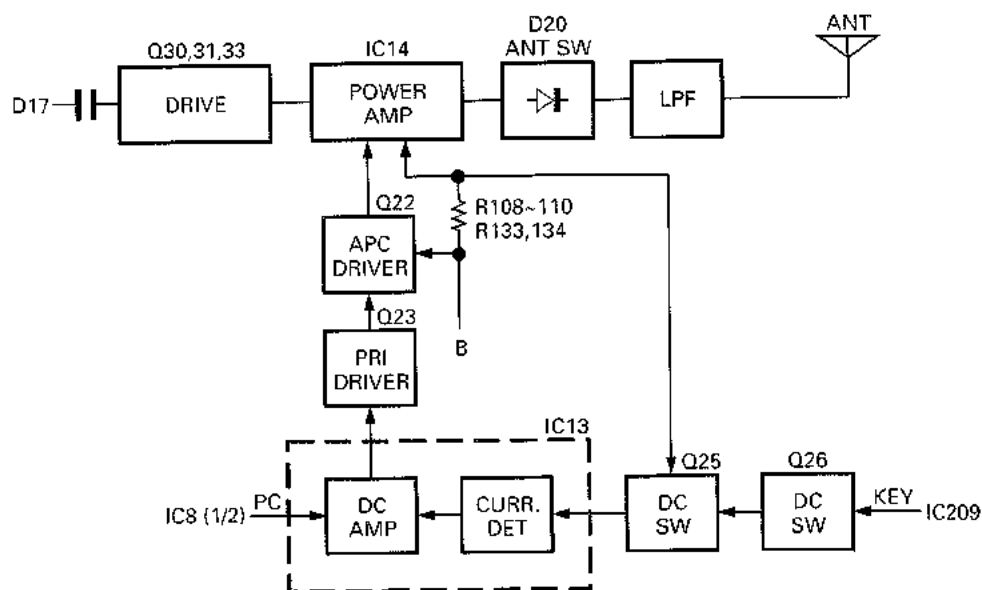 Q30,31,33
DRIVE
D17
IC14
POWER
AMP
D20
ANT SW
LPF
ANT
Q22
APC
DRIVER
R108~110
R133,134
B
Q23
PRI
DRIVER
IC13
IC8 (1/2)
PC
DC
AMP
CURR.
DET
Q25
DC
SW
Q26
DC
SW
KEY
IC209